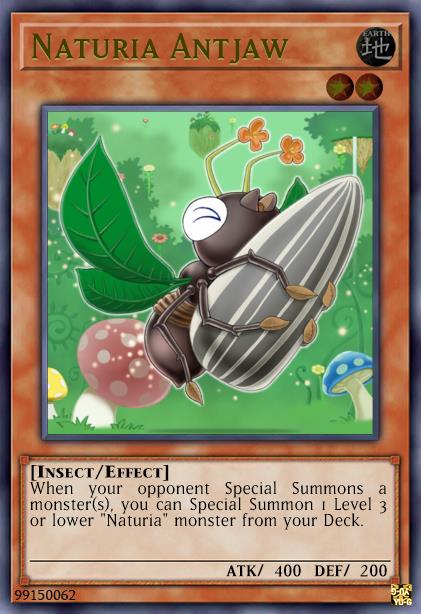 Naturia Antjaw
EARTH
地
[Insect/Effect]
When your opponent Special Summons a
monster(s), you can Special Summon 1 Level 3
or lower "Naturia" monster from your Deck.
ATK/ 400 DEF/ 200
99150062